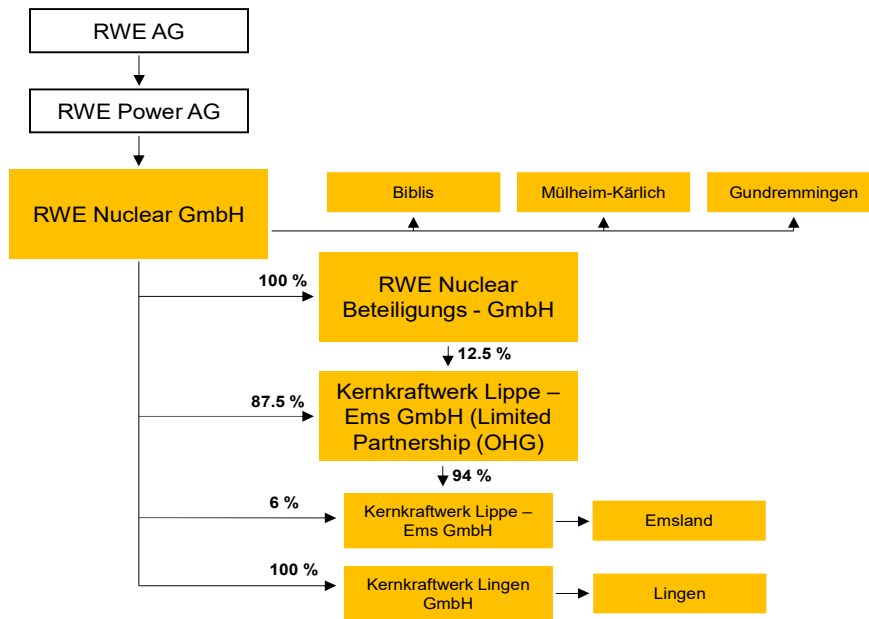 RWE AG
RWE Power AG
RWE Nuclear GmbH
Biblis
Mülheim-Kärlich
Gundremmingen
100 %
RWE Nuclear
Beteiligungs - GmbH
12.5 %
87.5 %
Kernkraftwerk Lippe –
Ems GmbH (Limited
Partnership (OHG)
94 %
6 %
Kernkraftwerk Lippe –
Ems GmbH
Emsland
100 %
Kernkraftwerk Lingen
GmbH
Lingen